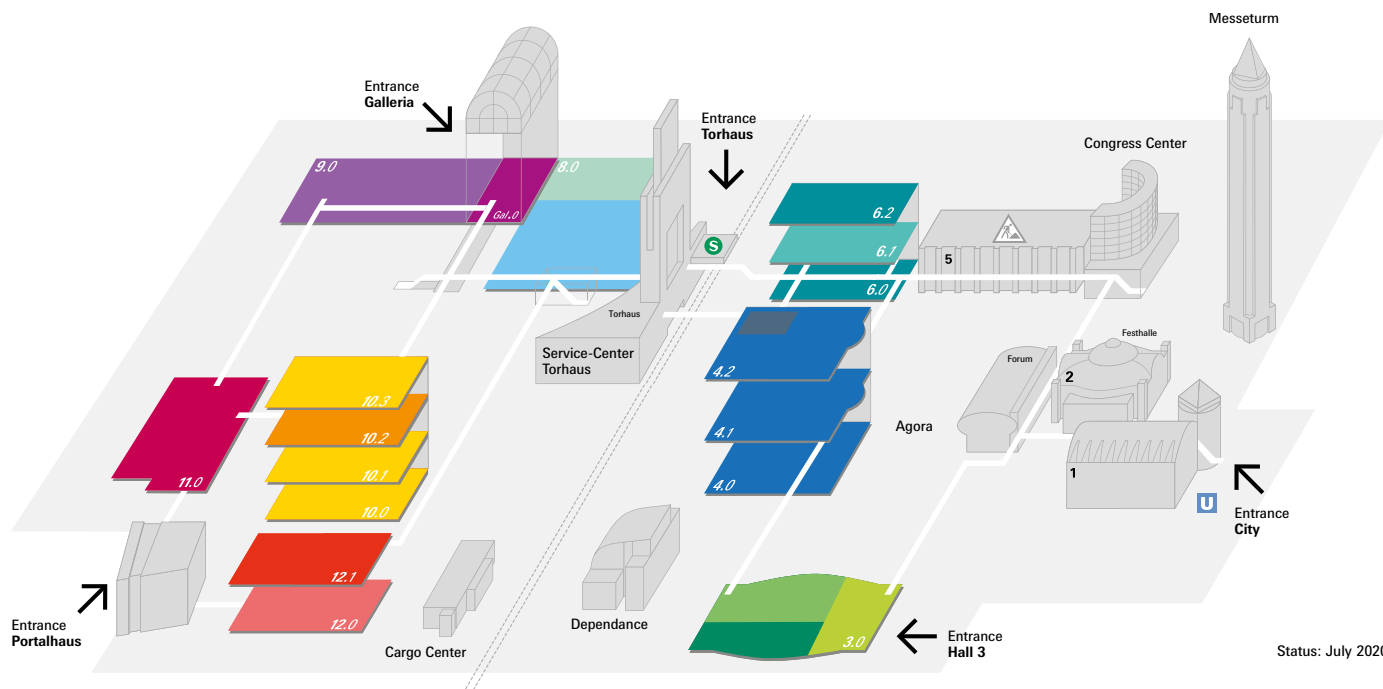 Messeturm
Entrance
Galleria
Entrance
Torhaus
Congress Center
9.0
8.0
Gal.0
6.2
6.1
6.0
S
5
Torhaus
Service-Center
Torhaus
Festhalle
Forum
2
1
4.2
4.1
4.0
Agora
10.3
10.2
10.1
10.0
11.0
U
Entrance
City
12.1
12.0
Entrance
Portalhaus
Cargo Center
Dependance
3.0
Entrance
Hall 3
Status: July 2020